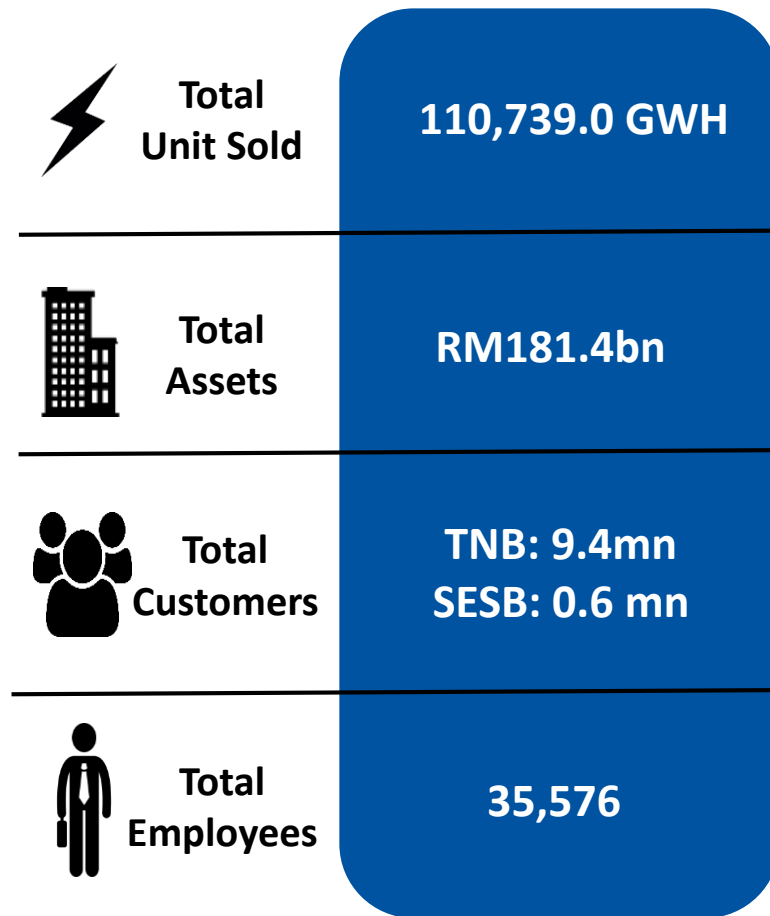 Total
Unit Sold
110,739.0 GWH
Total
Assets
RM181.4bn
Total
Customers
TNB: 9.4mn
SESB: 0.6 mn
Total
Employees
35,576